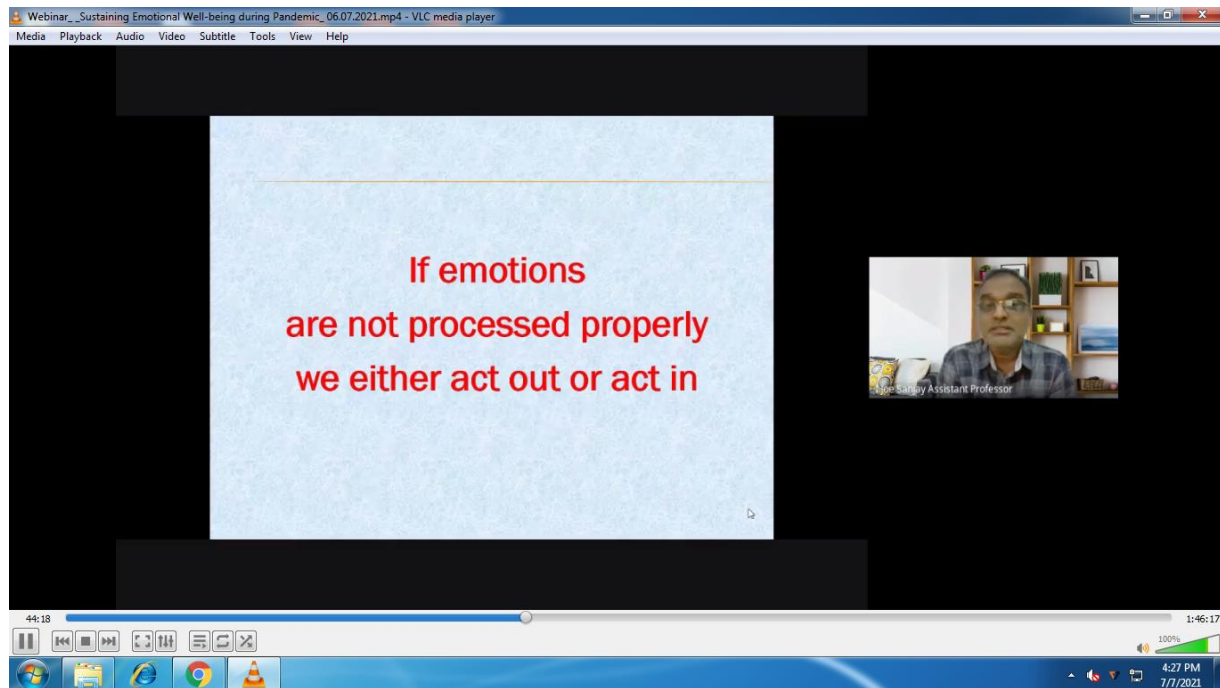 Webinar_ _Sustaining Emotional Well-being during Pandemic_ 06.07.2021.mp4 - VLC media player
Media Playback Audio Video Subtitle Tools View Help
If emotions
are not processed properly
we either act out or act in
Sanjay Assistant Professor
44:18
1:46:17
100%
4:27 PM
7/7/2021